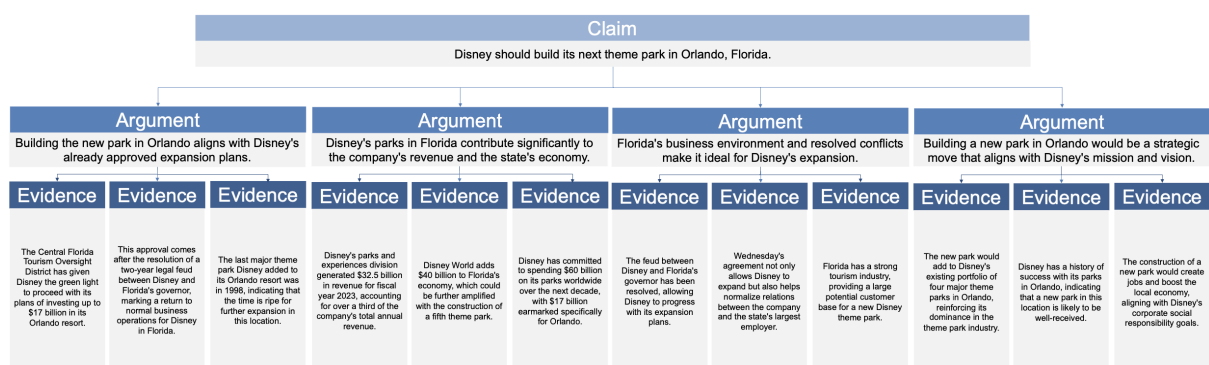 Claim
Disney should build its next theme park in Orlando, Florida.
Argument
Building the new park in Orlando aligns with Disney's
already approved expansion plans.
Evidence
The Central Florida
Tourism Oversight
District has given
Disney the green light
to proceed with its
plans of investing up to
$17 billion in its
Orlando resort.
Evidence
This approval comes
after the resolution of a
two-year legal feud
between Disney and
Florida's governor,
marking a return to
normal business
operations for Disney
in Florida.
Evidence
The last major theme
park Disney added to
its Orlando resort was
in 1998, indicating that
the time is ripe for
further expansion in
this location.
Argument
Disney's parks in Florida contribute significantly to
the company's revenue and the state's economy.
Evidence
Disney's parks and
experiences division
generated $32.5 billion
in revenue for fiscal
year 2023, accounting
for over a third of the
company's total annual
revenue.
Evidence
Disney World adds
$40 billion to Florida's
economy, which could
be further amplified
with the construction of
a fifth theme park.
Evidence
Disney has committed
to spending $60 billion
on its parks worldwide
over the next decade,
with $17 billion
earmarked specifically
for Orlando.
Argument
Florida's business environment and resolved conflicts
make it ideal for Disney's expansion.
Evidence
The feud between
Disney and Florida's
governor has been
resolved, allowing
Disney to progress
with its expansion
plans.
Evidence
Wednesday's
agreement not only
allows Disney to
expand but also helps
normalize relations
between the company
and the state's largest
employer.
Evidence
Florida has a strong
tourism industry,
providing a large
potential customer
base for a new Disney
theme park.
Argument
Building a new park in Orlando would be a strategic
move that aligns with Disney's mission and vision.
Evidence
The new park would
add to Disney's
existing portfolio of
four major theme
parks in Orlando,
reinforcing its
dominance in the
theme park industry.
Evidence
Disney has a history of
success with its parks
in Orlando, indicating
that a new park in this
location is likely to be
well-received.
Evidence
The construction of a
new park would create
jobs and boost the
local economy,
aligning with Disney's
corporate social
responsibility goals.